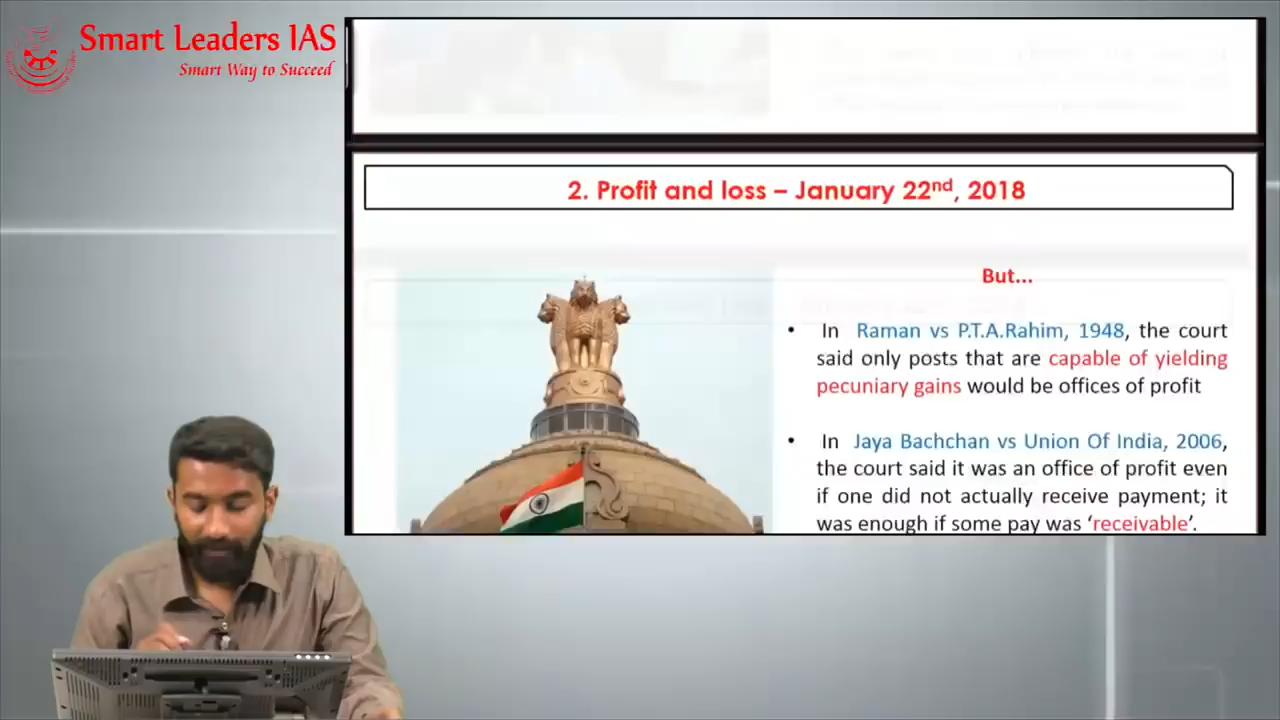 Smart Leaders IAS
Smart Way to Succeed
2. Profit and loss – January 22nd, 2018
But...
• In Raman vs P.T.A.Rahim, 1948, the court
said only posts that are capable of yielding
pecuniary gains would be offices of profit
• In Jaya Bachchan vs Union Of India, 2006,
the court said it was an office of profit even
if one did not actually receive payment; it
was enough if some pay was ‘receivable’.